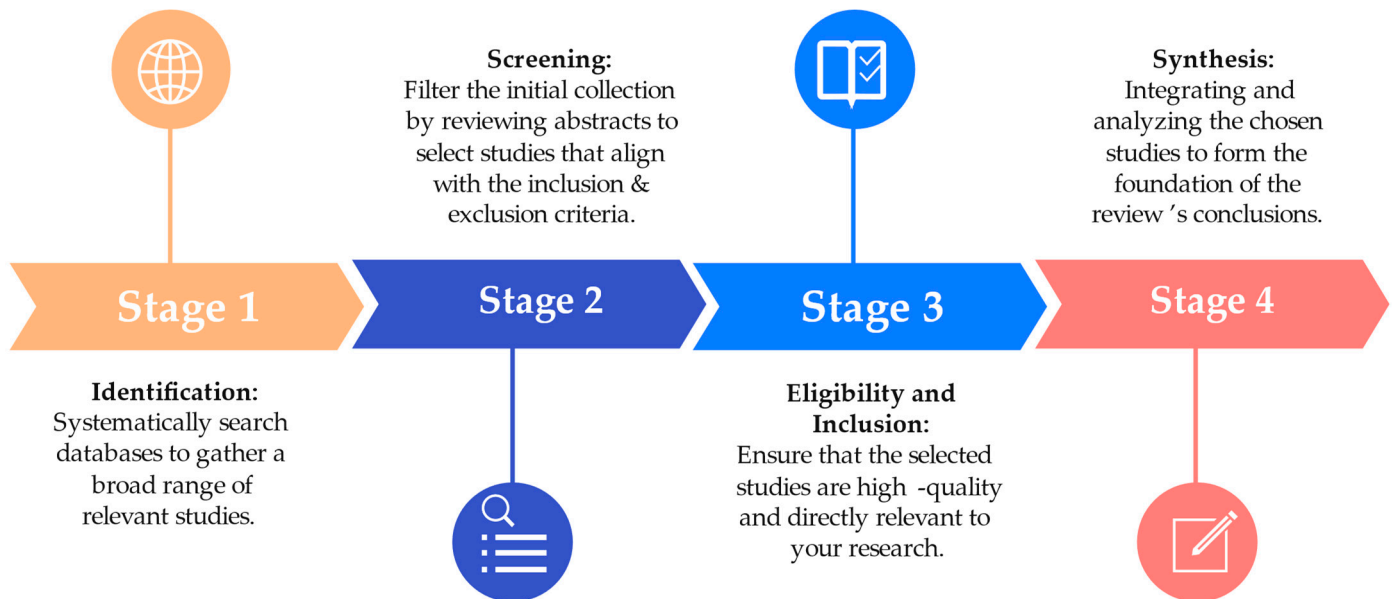 Stage 1
Identification:
Systematically search
databases to gather a
broad range of
relevant studies.
Screening:
Filter the initial collection
by reviewing abstracts to
select studies that align
with the inclusion &
exclusion criteria.
Stage 2
Stage 3
Eligibility and
Inclusion:
Ensure that the selected
studies are high -quality
and directly relevant to
your research.
Synthesis:
Integrating and
analyzing the chosen
studies to form the
foundation of the
review ’s conclusions.
Stage 4